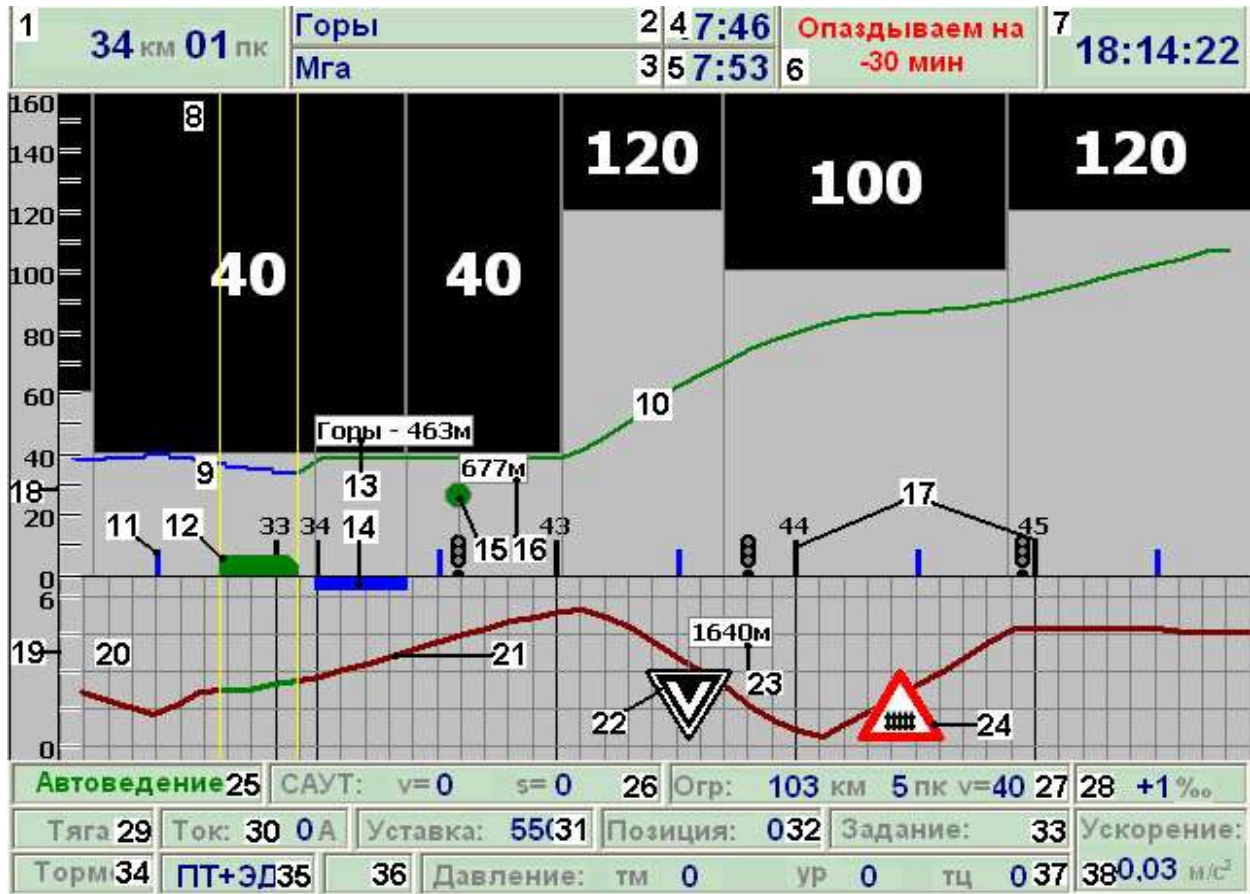 1 34 км 01 пк Горы 2 4 7:46 Опаздываем на -30 мин 6 7 18:14:22
Мга 3 5 7:53
160 8
140 120 100 120
120
100 40 40
80
60 10
Горы - 463м
40 9 677м
18 13 17
20 11 12 33 34 14 15 16 43 44 45
0
6
1640м
19 20 21 23
22 24
0
Автоведение 25 САУТ: v= 0 s= 0 26 Огр: 103 км 5 пк v=40 27 28 +1 ‰
Тяга 29 Ток: 30 0 А Уставка: 31 Позиция: 0 32 Задание: 33 Ускорение:
34 35 36 Давление: тм 0 ур 0 тц 0 37 38 0,03 м/с²